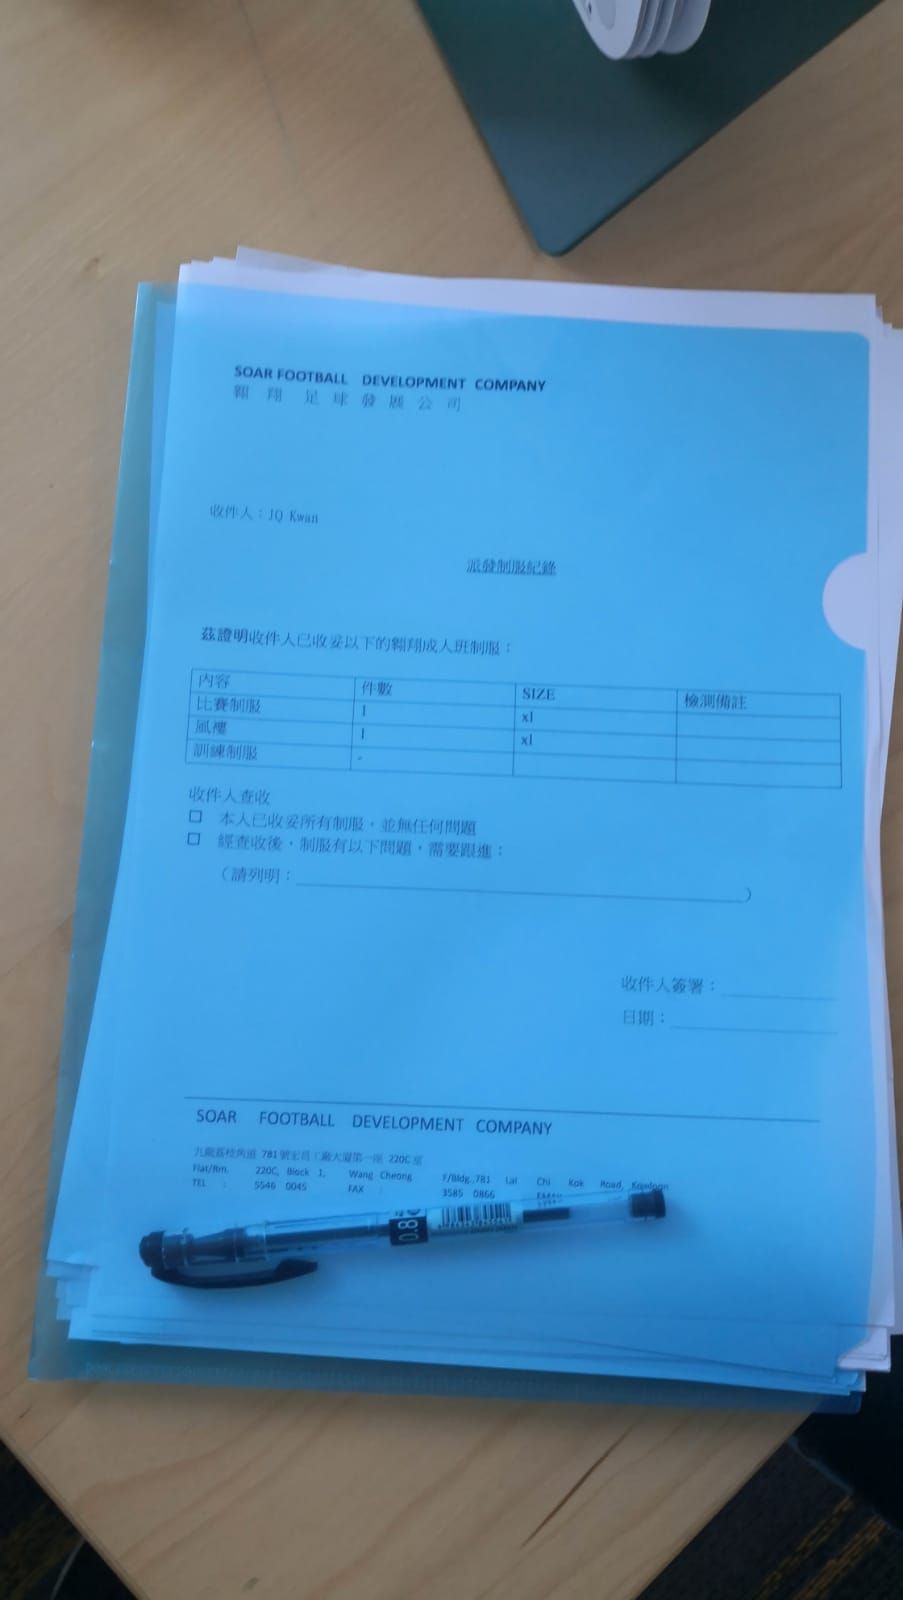 SOAR FOOTBALL DEVELOPMENT COMPANY
翱翔足球發展公司
收件人：JQ Kwan
派發制服紀錄
茲證明收件人已收妥以下的翱翔成人班制服：
內容 件數 SIZE 檢測備註
比賽制服 1 xl
風褸 1 xl
訓練制服 -
收件人查收
□ 本人已收妥所有制服，並無任何問題
□ 經查收後，制服有以下問題，需要跟進：
（請列明：）
收件人簽署：
日期：
SOAR FOOTBALL DEVELOPMENT COMPANY
九龍荔枝角道 781 號宏昌工廠大廈第一座 220C 室
Flat/Rm. 220C, Block 1, Wang Cheong F/Bldg.,781 Lai Chi Kok Road, Kowloon
TEL : 5546 0045 FAX : 3585 0866
0.8